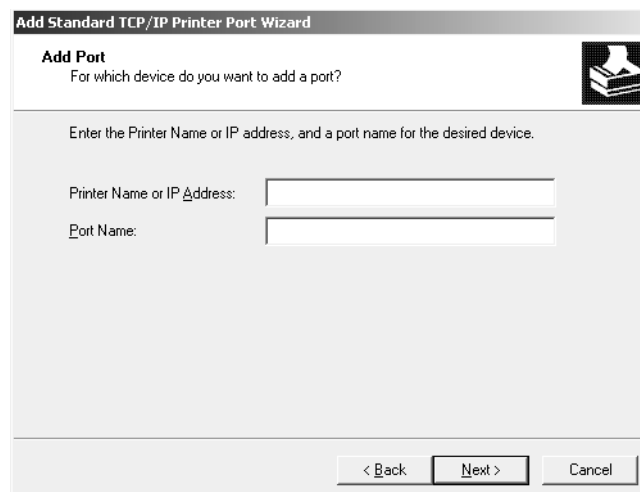 Add Standard TCP/IP Printer Port Wizard
Add Port
For which device do you want to add a port?
Enter the Printer Name or IP address, and a port name for the desired device.
Printer Name or IP Address:
Port Name:
< Back
Next >
Cancel